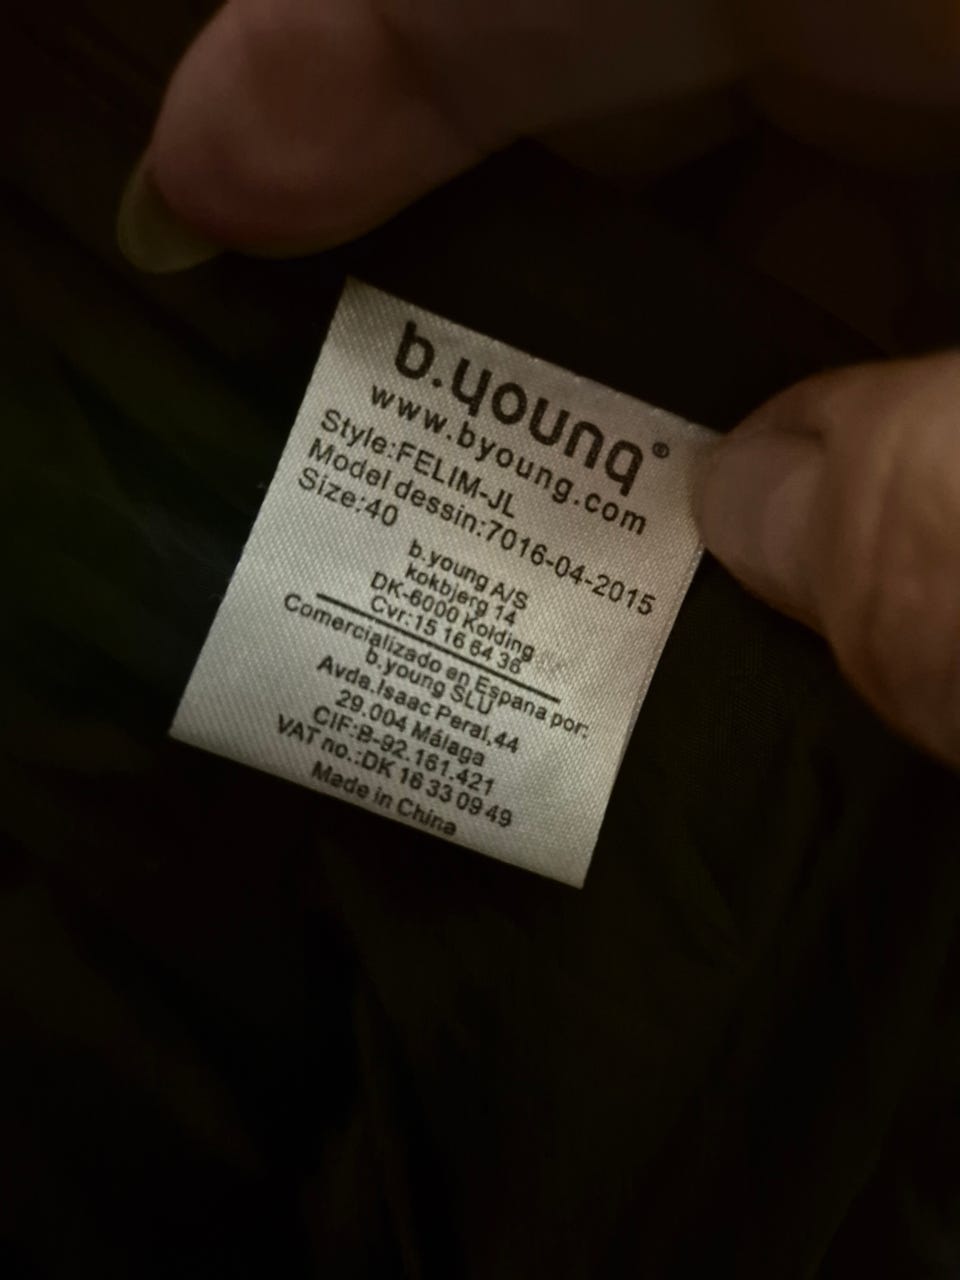 b.young®
www.byoung.com
Style:FELIM-JL
Model dessin:7016-04-2015
Size:40
b.young A/S
kokbjerg 14
DK-6000 Kolding
Cvr:15 16 64 36
Comercializado en Espana por:
b.young SLU
Avda.Isaac Peral.44
29.004 Málaga
CIF:B-92.161.421
VAT no.:DK 16 33 09 49
Made in China